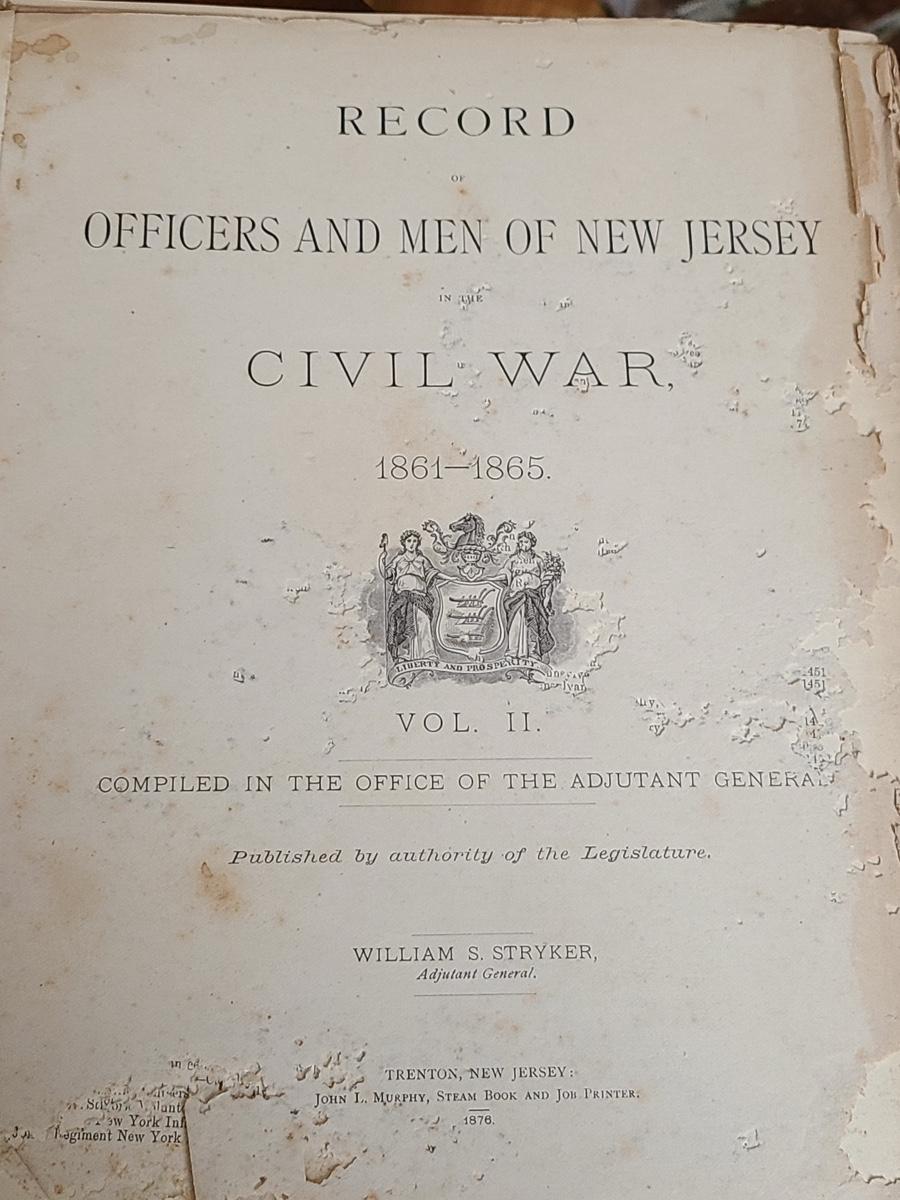 RECORD
OF
OFFICERS AND MEN OF NEW JERSEY
IN THE
CIVIL WAR,
1861—1865.
LIBERTY AND PROSPERITY
VOL. II.
COMPILED IN THE OFFICE OF THE ADJUTANT GENERAL
Published by authority of the Legislature.
WILLIAM S. STRYKER,
Adjutant General.
TRENTON, NEW JERSEY:
JOHN L. MURPHY, STEAM BOOK AND JOB PRINTER.
1876.
451
1451
New York